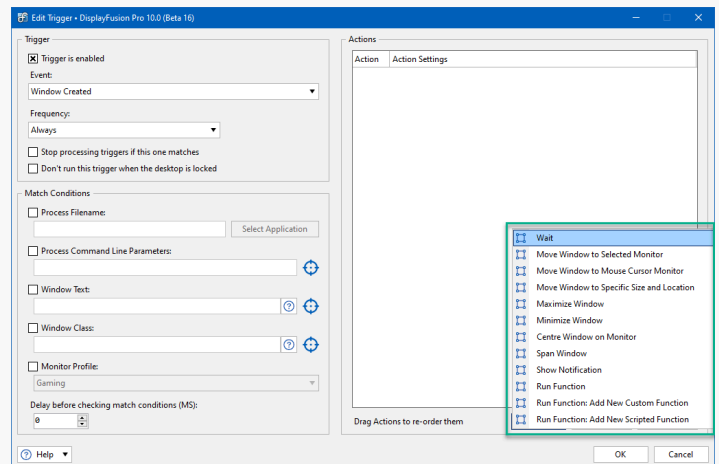 Edit Trigger • DisplayFusion Pro 10.0 (Beta 16)
Trigger
Trigger is enabled
Event:
Window Created
Frequency:
Always
Stop processing triggers if this one matches
Don't run this trigger when the desktop is locked
Match Conditions
Process Filename:
Select Application
Process Command Line Parameters:
Window Text:
Window Class:
Monitor Profile:
Gaming
Delay before checking match conditions (MS):
0
Help
Actions
Action Action Settings
Wait
Move Window to Selected Monitor
Move Window to Mouse Cursor Monitor
Move Window to Specific Size and Location
Maximize Window
Minimize Window
Centre Window on Monitor
Span Window
Show Notification
Run Function
Run Function: Add New Custom Function
Run Function: Add New Scripted Function
Drag Actions to re-order them
OK Cancel